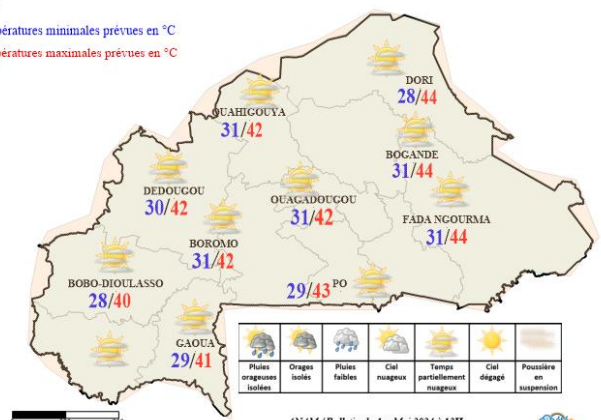 pératures minimales prévues en °C
pératures maximales prévues en °C
DORI
28/44
OUAHIGOUYA
31/42
BOGANDE
31/44
DEDOUGOU
30/42
OUAGADOUGOU
31/42
FADA NGOURMA
31/44
BOROMO
31/42
BOBO-DIOULASSO
28/40
29/43 PO
GAOUA
29/41
Pluies orageuses isolées
Orages isolés
Pluies faibles
Ciel nuageux
Temps partiellement nuageux
Ciel dégagé
Poussière en suspension